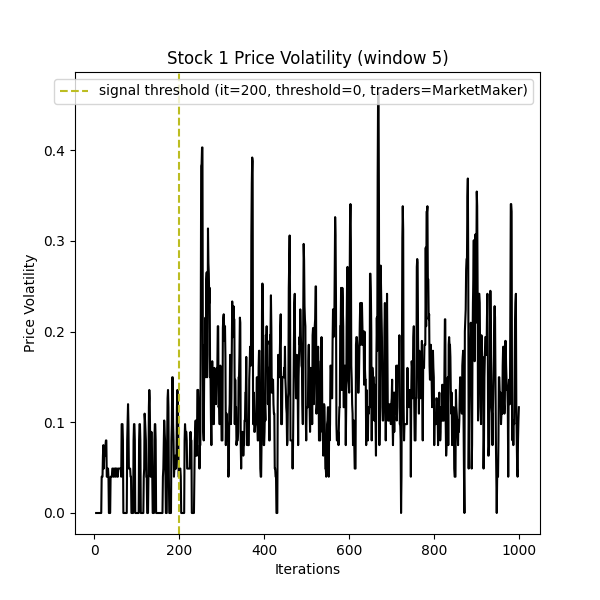 Stock 1 Price Volatility (window 5)
signal threshold (it=200, threshold=0, traders=MarketMaker)
0.4
0.3
0.2
0.1
0.0
Price Volatility
0 200 400 600 800 1000
Iterations